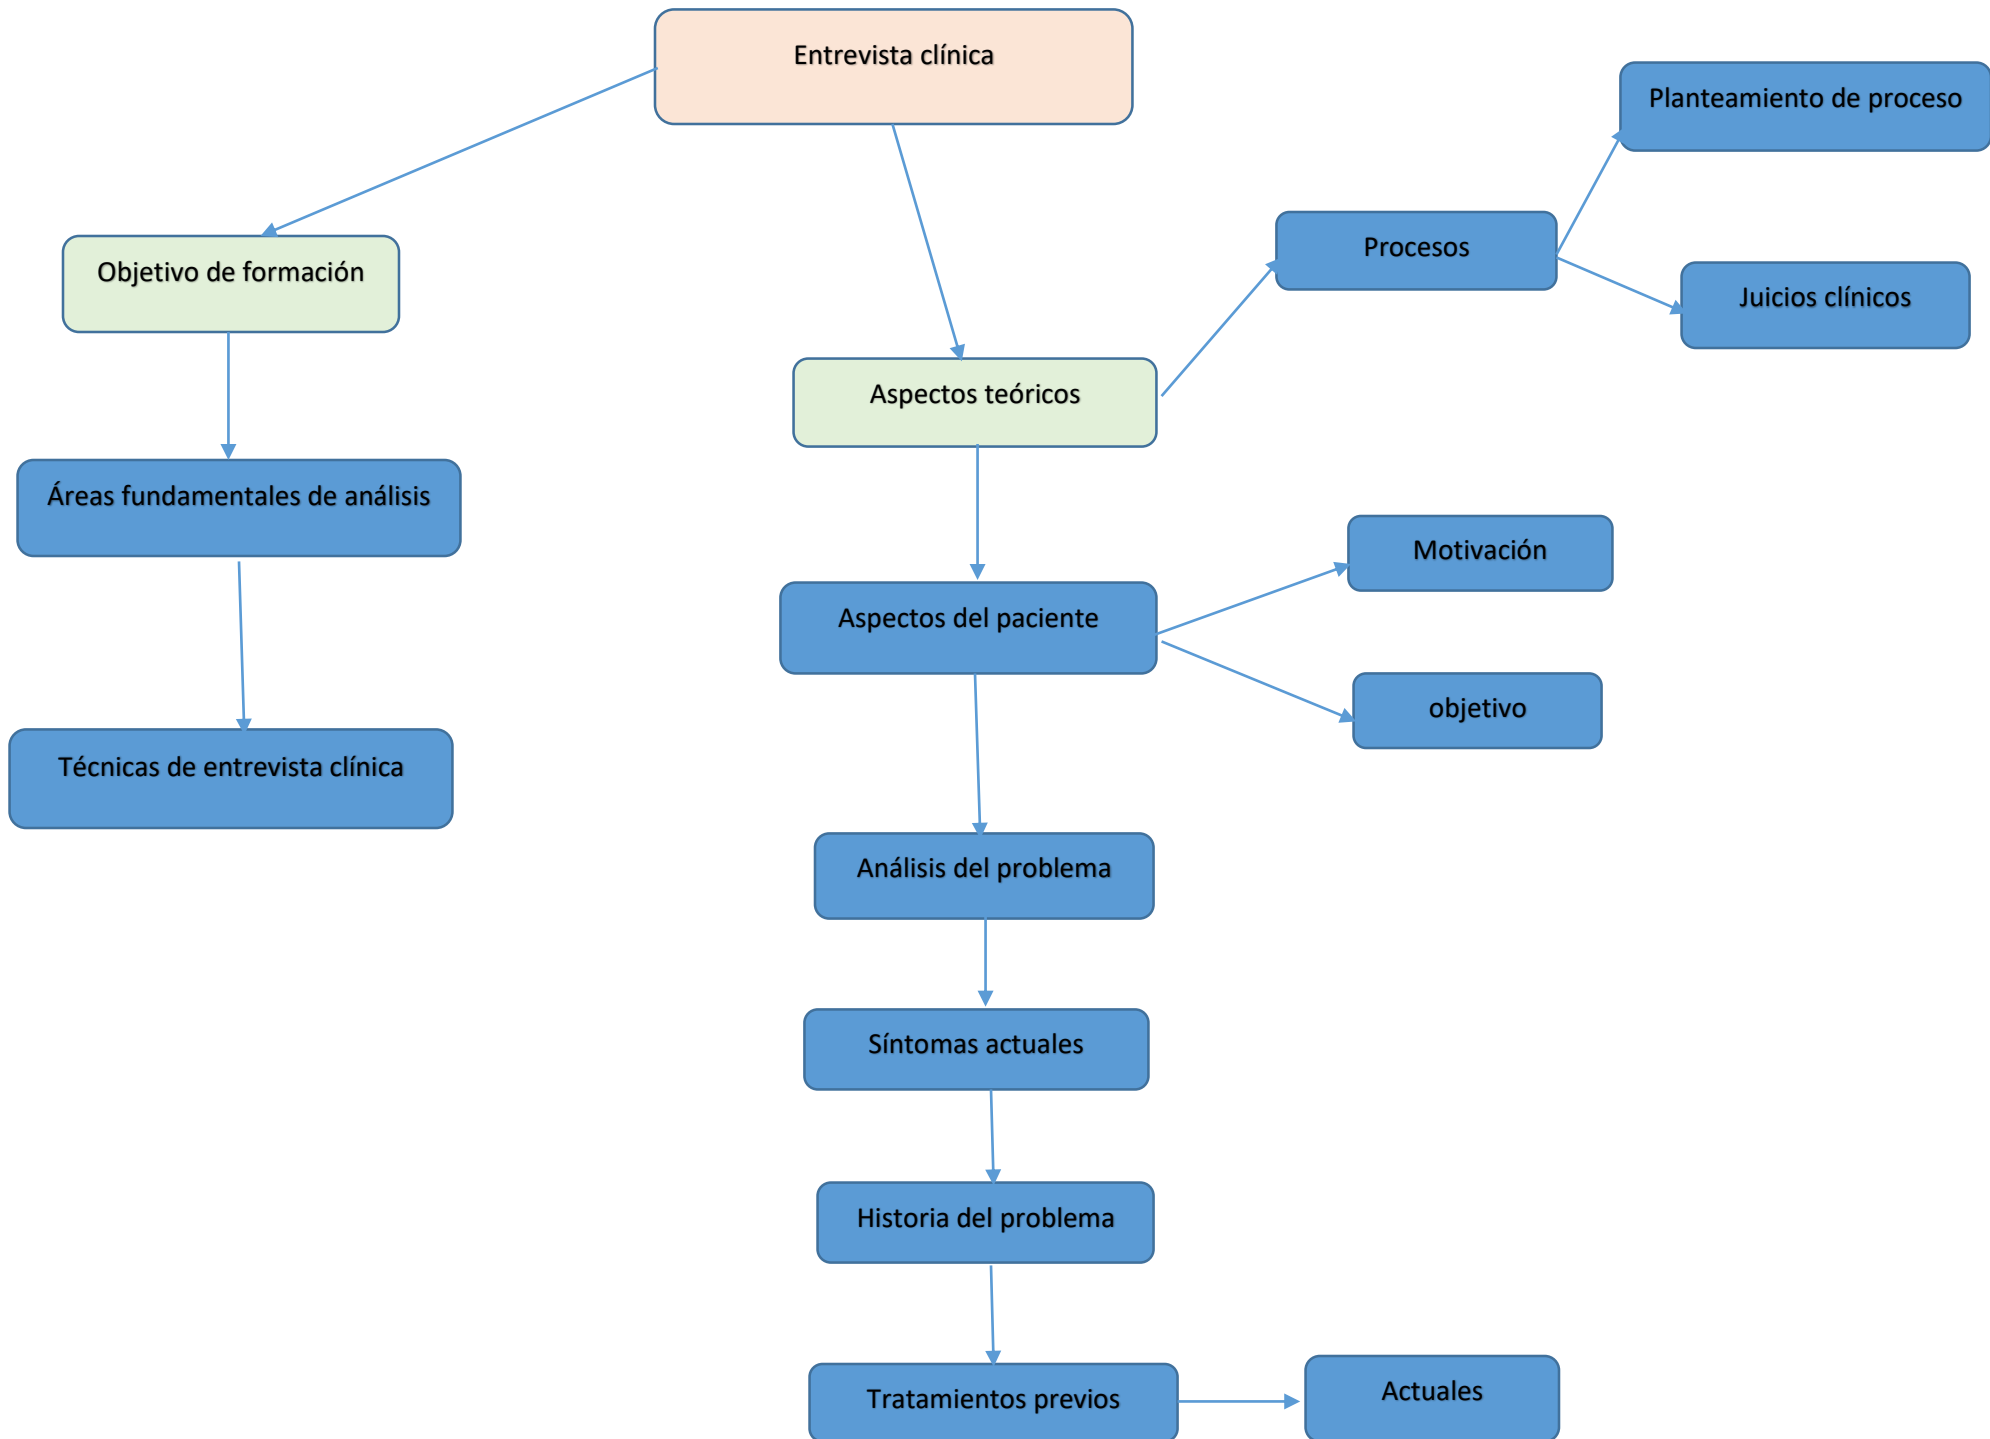 Entrevista clínica
Planteamiento de proceso
Procesos
Objetivo de formación
Juicios clínicos
Aspectos teóricos
Áreas fundamentales de análisis
Motivación
Aspectos del paciente
objetivo
Técnicas de entrevista clínica
Análisis del problema
Síntomas actuales
Historia del problema
Tratamientos previos
Actuales